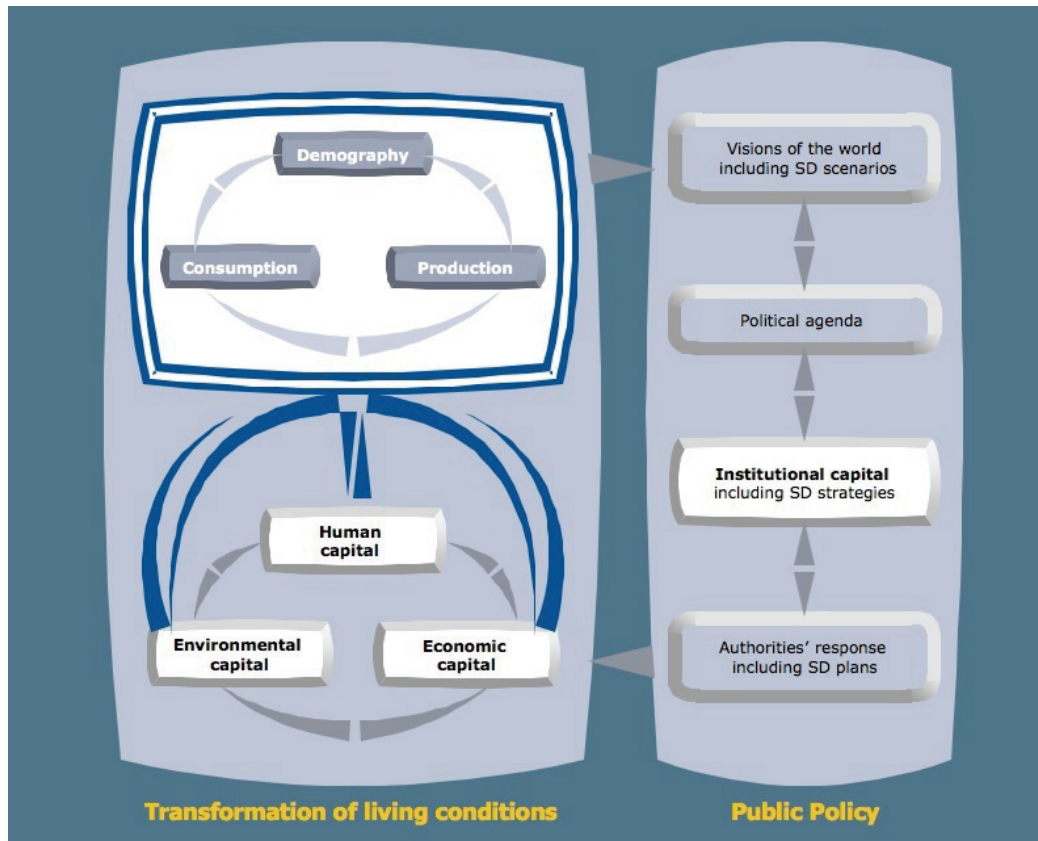 Demography
Consumption
Production
Human
capital
Environmental
capital
Economic
capital
Transformation of living conditions
Visions of the world
including SD scenarios
Political agenda
Institutional capital
including SD strategies
Authorities’ response
including SD plans
Public Policy